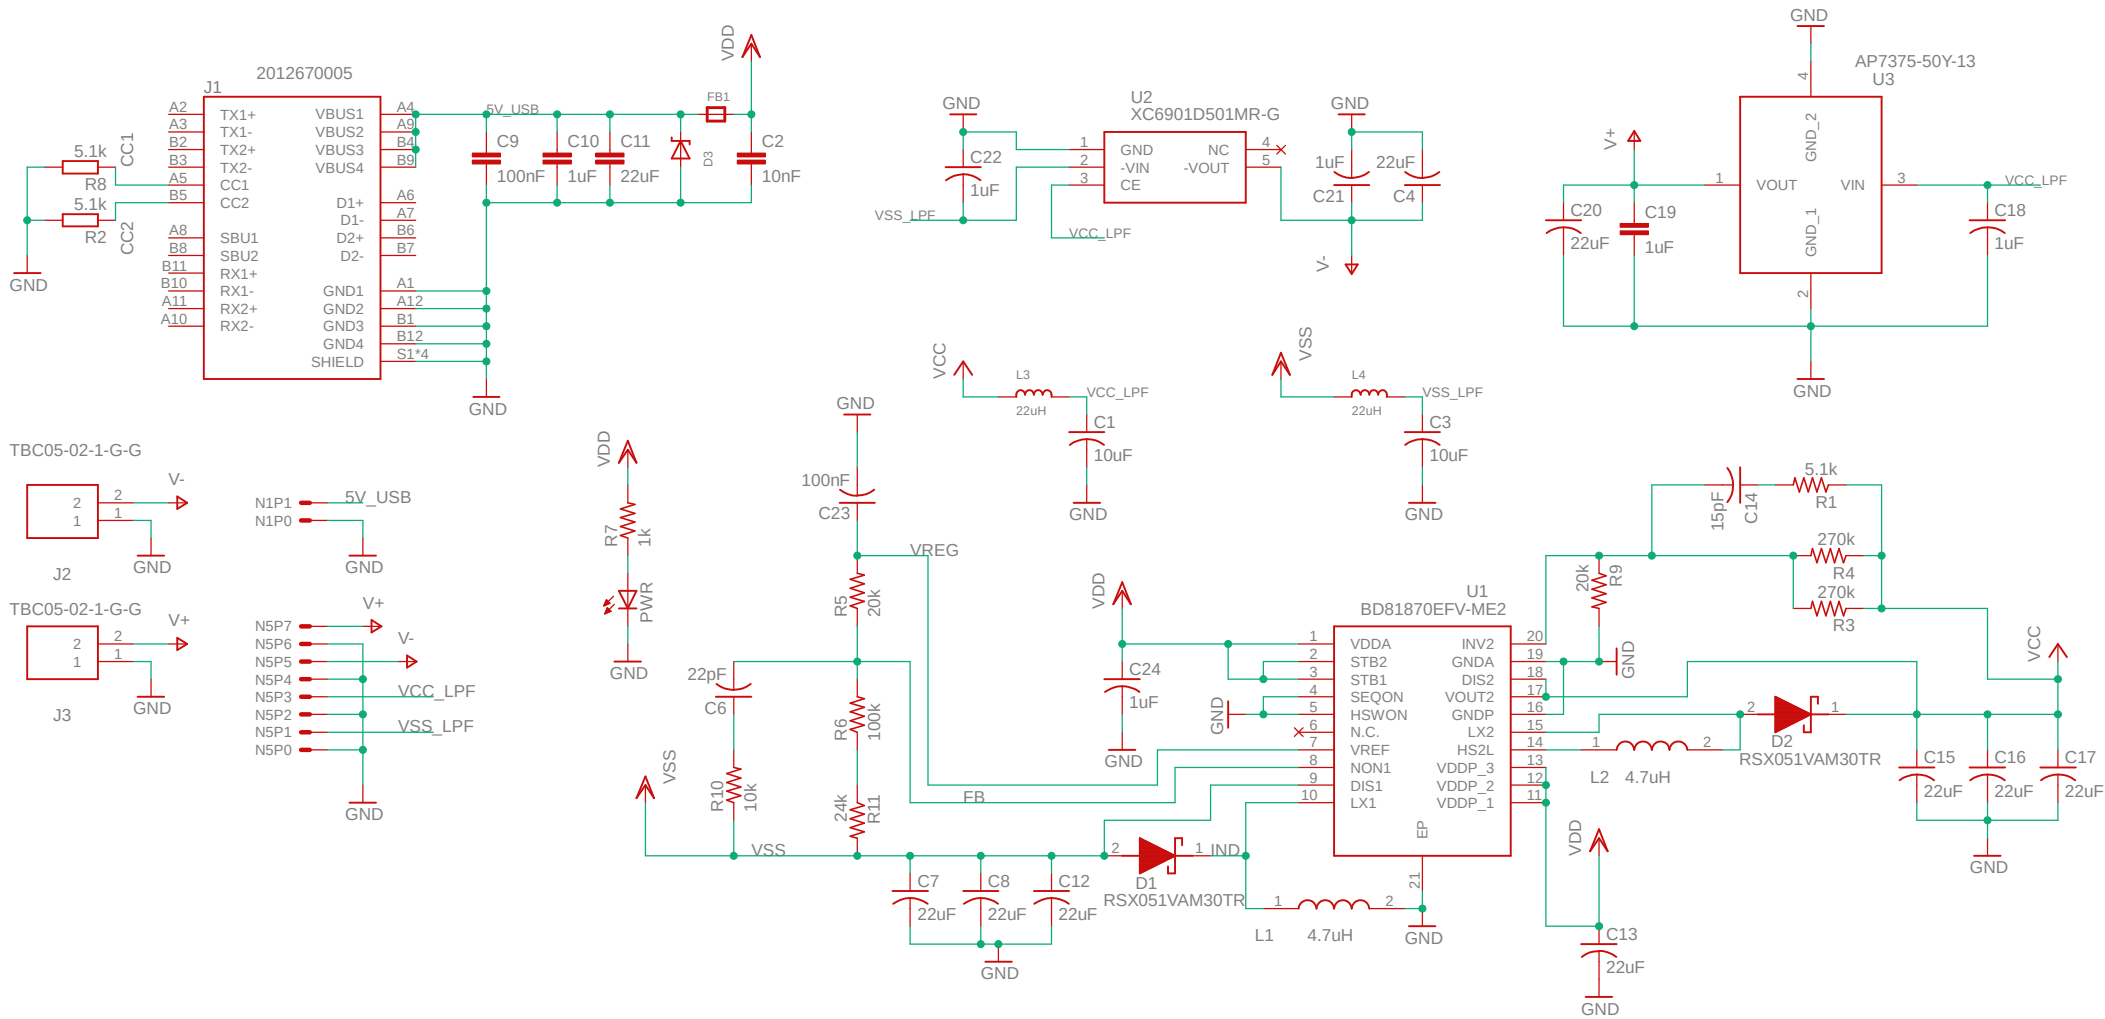 2012670005
J1
A2 TX1+ VBUS1 A4
A3 TX1- VBUS2 A9
B2 TX2+ VBUS3 B4
B3 TX2- VBUS4 B9
A5 CC1
B5 CC2 D1+ A6
D1- A7
A8 SBU1 D2+ B6
B8 SBU2 D2- B7
B11 RX1+
B10 RX1- GND1 A1
A11 RX2+ GND2 A12
A10 RX2- GND3 B1
GND4 B12
SHIELD S1*4
5.1k
R8
CC1
5.1k
R2
CC2
GND
GND
5V_USB
C9
100nF
C10
1uF
C11
22uF
D3
FB1
VDD
C2
10nF
GND
C22
1uF
VSS_LPF
VCC_LPF
U2
XC6901D501MR-G
1 GND NC 4
2 -VIN -VOUT 5
3 CE
GND
1uF
C21
22uF
C4
V-
GND
AP7375-50Y-13
U3
4
GND_2
1 VOUT VIN 3
GND_1
2
V+
C20
22uF
C19
1uF
VCC_LPF
C18
1uF
GND
VCC
L3
22uH
VCC_LPF
C1
10uF
GND
VSS
L4
22uH
VSS_LPF
C3
10uF
GND
TBC05-02-1-G-G
V-
2 2
1 1
GND
J2
TBC05-02-1-G-G
V+
2 2
1 1
GND
J3
N1P1 5V_USB
N1P0
GND
V+
N5P7
N5P6 V-
N5P5
N5P4
N5P3 VCC_LPF
N5P2
N5P1 VSS_LPF
N5P0
GND
VDD
R7
1k
PWR
GND
GND
100nF
C23
VREG
R5
20k
22pF
C6
R6
100k
R10
10k
24k
R11
VSS
VSS
FB
C7
22uF
C8
22uF
C12
22uF
GND
2 1 IND
D1
RSX051VAM30TR
1 2
L1 4.7uH
GND
VDD
C24
1uF
GND
GND
U1
BD81870EFV-ME2
1 VDDA INV2 20
2 STB2 GNDA 19
3 STB1 DIS2 18
4 SEQON VOUT2 17
5 HSWON GNDP 16
6 N.C. LX2 15
7 VREF HS2L 14
8 NON1 VDDP_3 13
9 DIS1 VDDP_2 12
10 LX1 VDDP_1 11
EP
21
15pF
C14
5.1k
R1
270k
R4
270k
R3
20k
R9
GND
VCC
2 1
D2
RSX051VAM30TR
1 2
L2 4.7uH
C15
22uF
C16
22uF
C17
22uF
GND
VDD
C13
22uF
GND